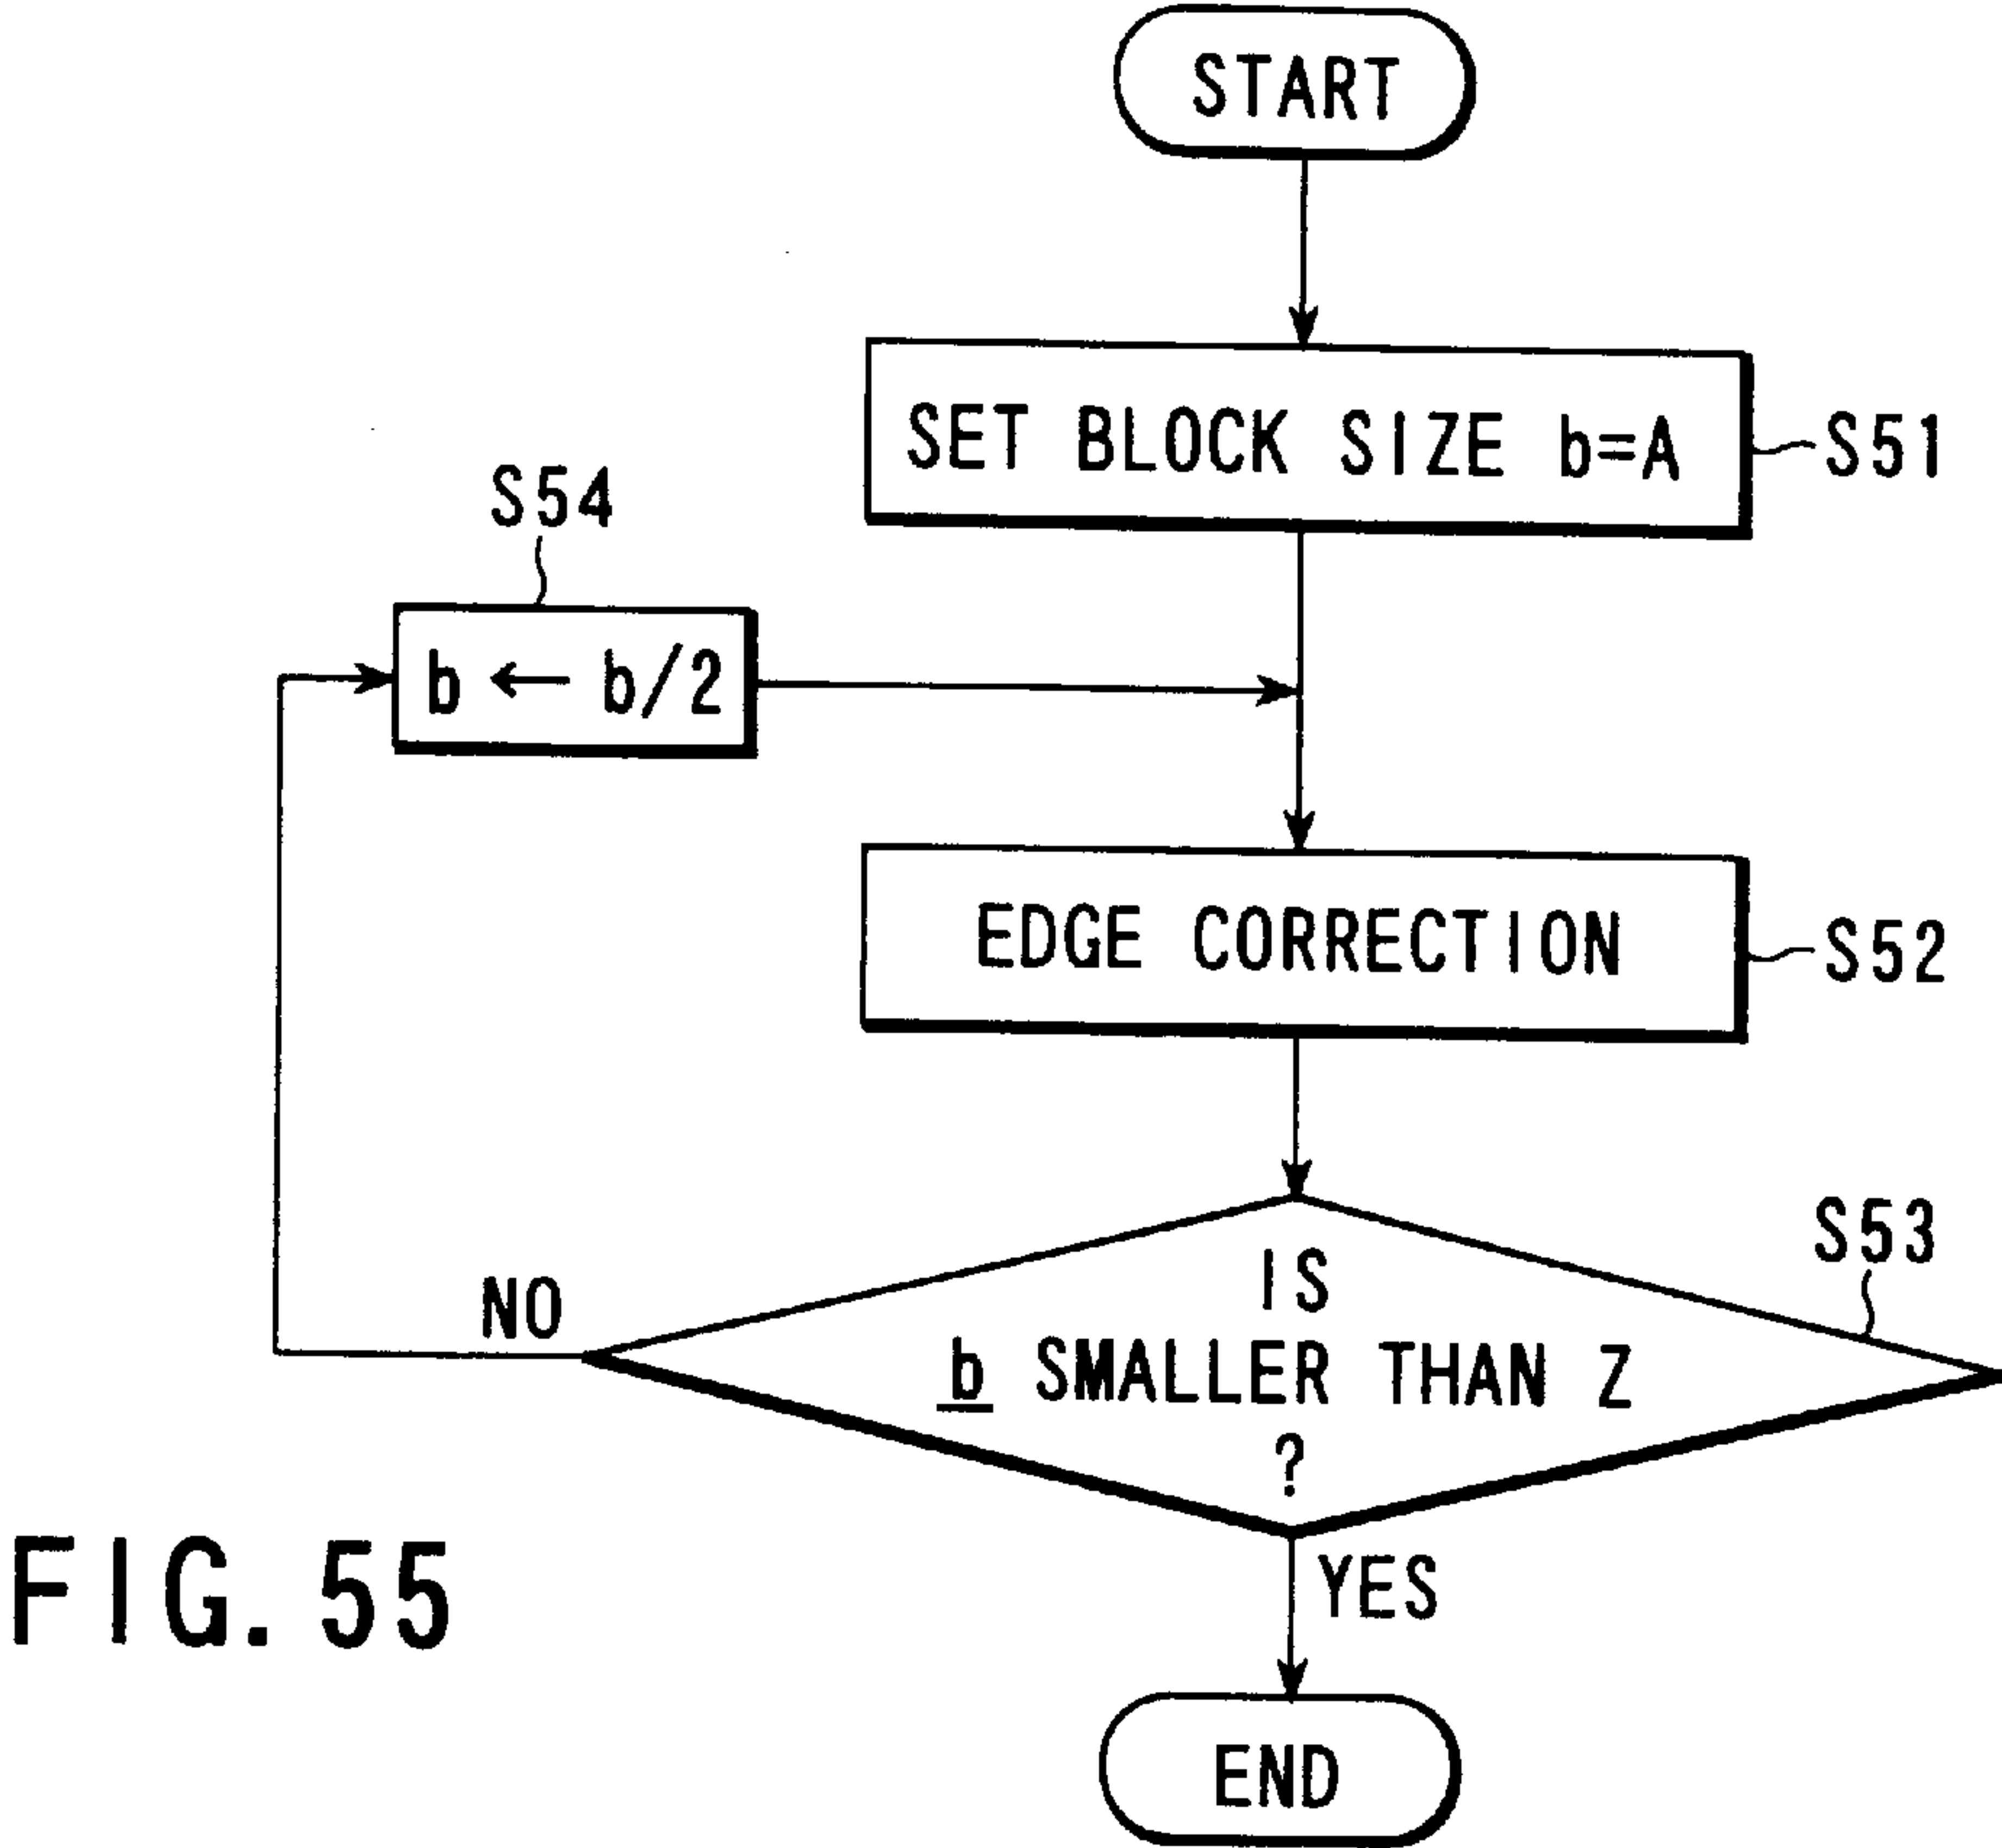 START
SET BLOCK SIZE b=A
S51
S54
b ← b/2
EDGE CORRECTION
S52
S53
IS
b SMALLER THAN Z
?
NO
YES
END
FIG. 55